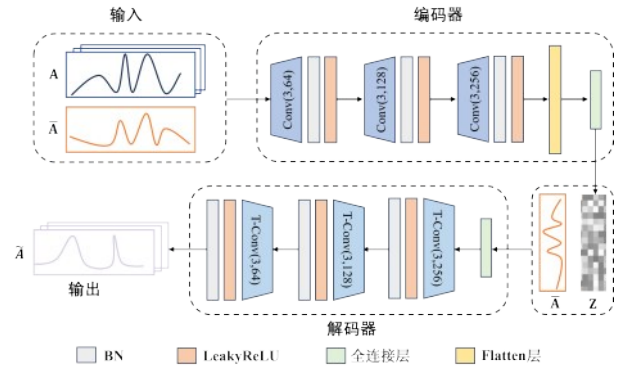 输入
编码器
A
Ā
Conv(3,64)
Conv(3,128)
Conv(3,256)
Ã
输出
T-Conv(3,64)
T-Conv(3,128)
T-Conv(3,256)
Ā
Z
解码器
BN
LeakyReLU
全连接层
Flatten层